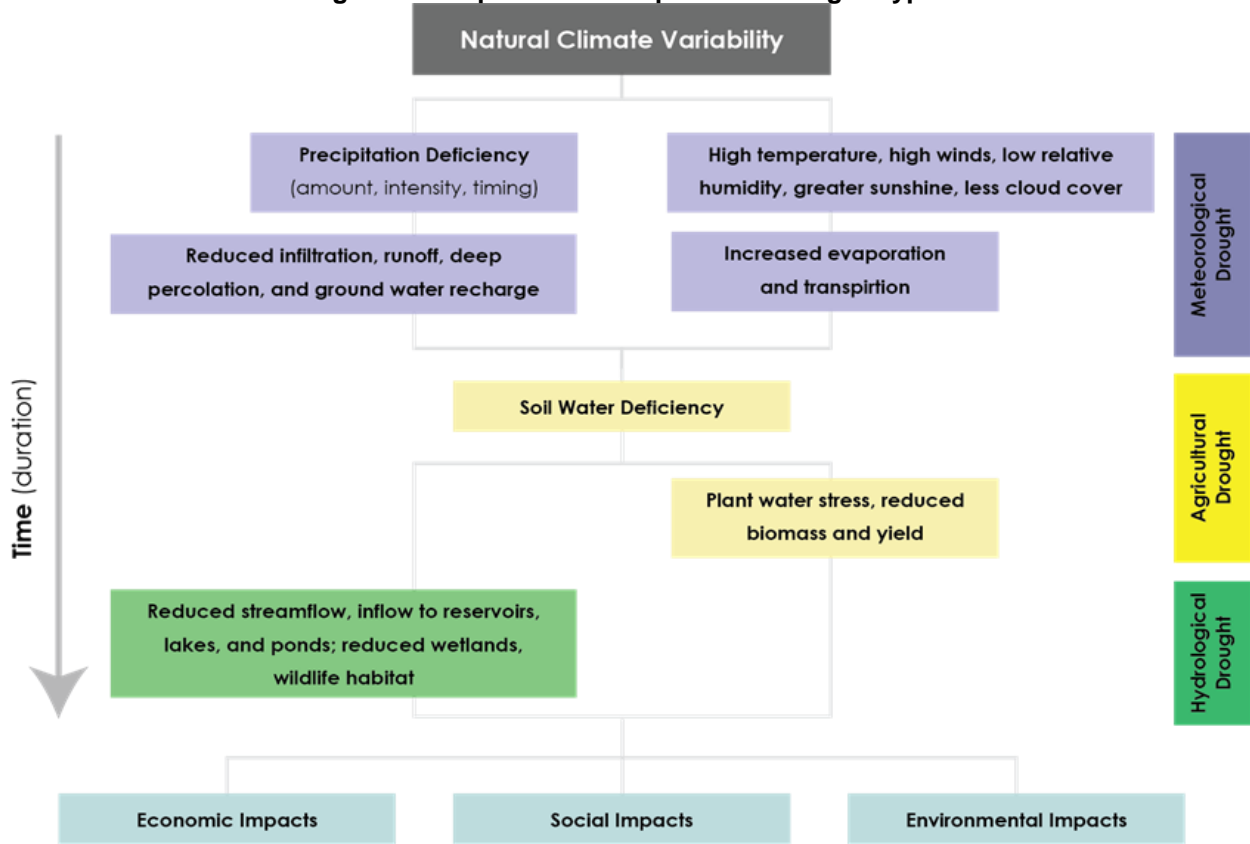 Natural Climate Variability
Precipitation Deficiency
(amount, intensity, timing)
High temperature, high winds, low relative
humidity, greater sunshine, less cloud cover
Reduced infiltration, runoff, deep
percolation, and ground water recharge
Increased evaporation
and transpirtion
Meteorological
Drought
Time (duration)
Soil Water Deficiency
Plant water stress, reduced
biomass and yield
Agricultural
Drought
Reduced streamflow, inflow to reservoirs,
lakes, and ponds; reduced wetlands,
wildlife habitat
Hydrological
Drought
Economic Impacts
Social Impacts
Environmental Impacts